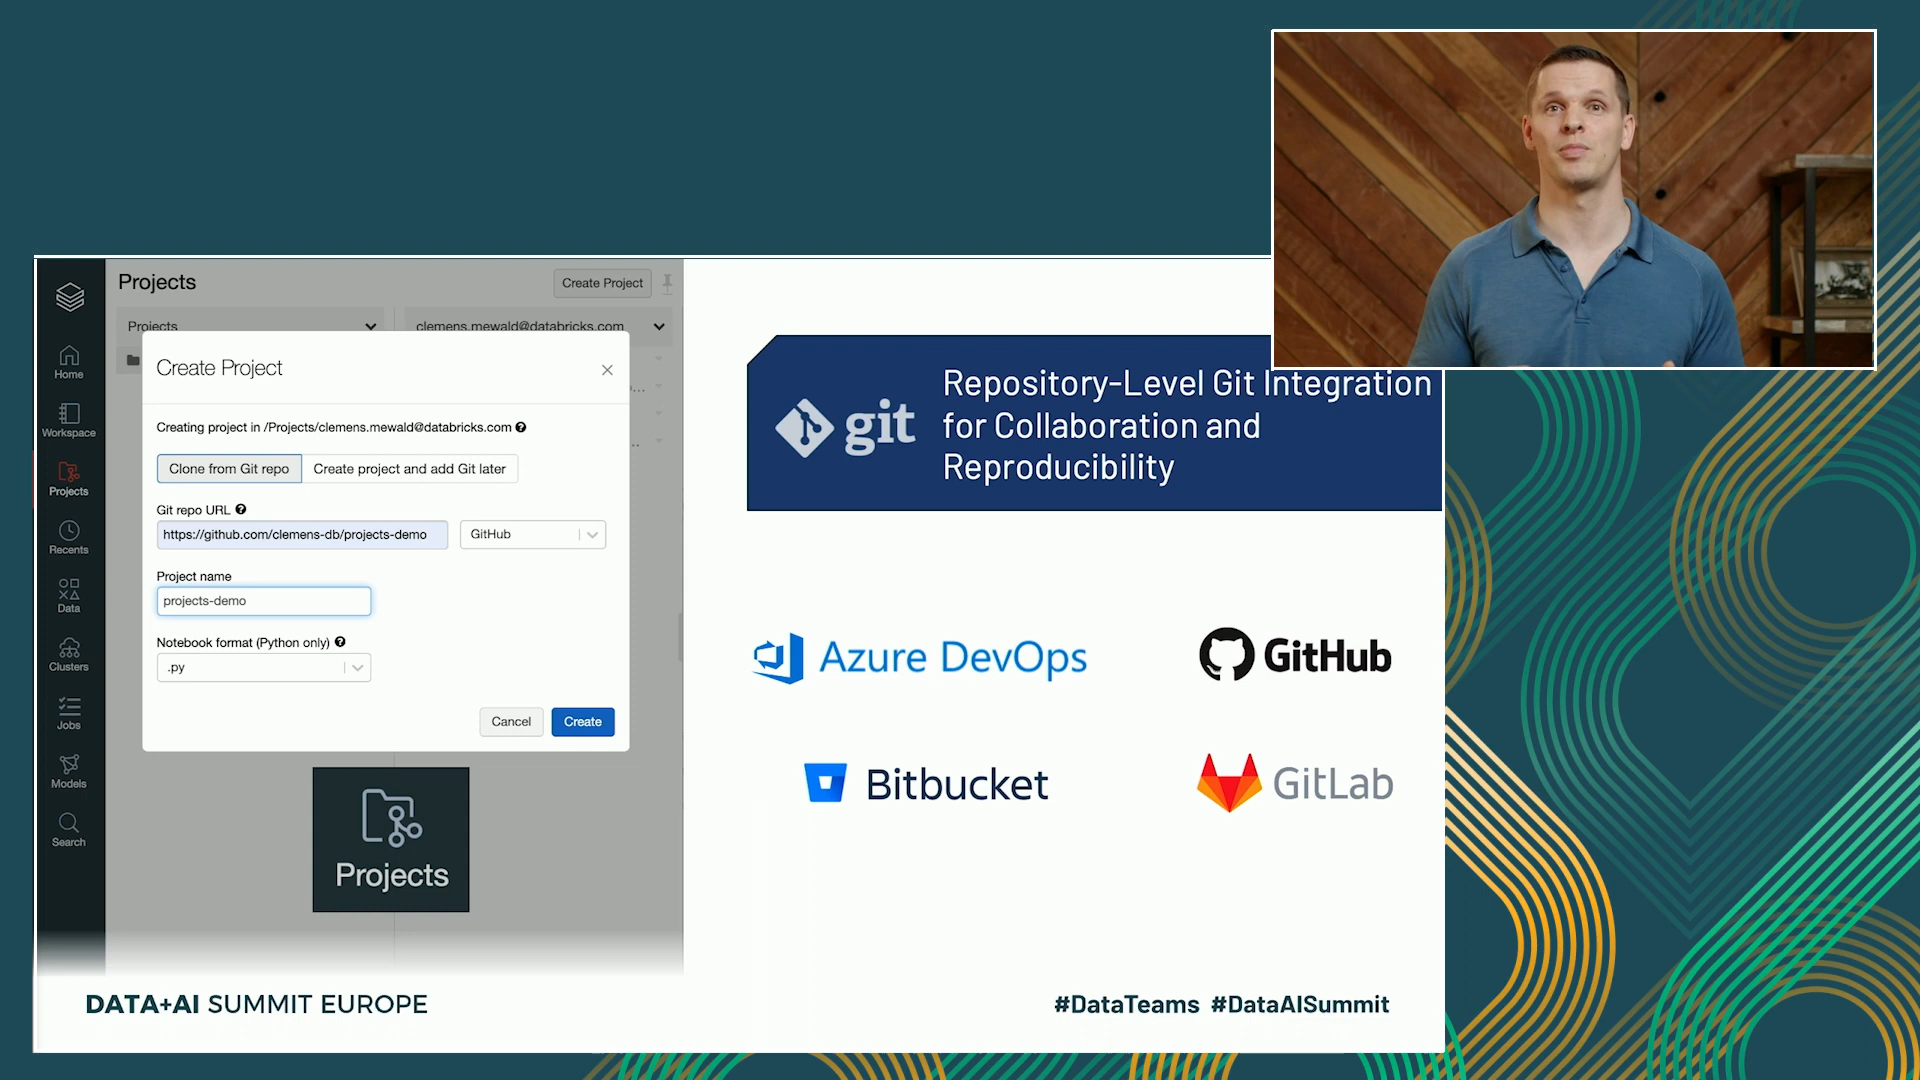 Projects
Create Project
Projects
clemens.mewald@databricks.com
Create Project
Creating project in /Projects/clemens.mewald@databricks.com
Clone from Git repo
Create project and add Git later
Git repo URL
https://github.com/clemens-db/projects-demo
GitHub
Project name
projects-demo
Notebook format (Python only)
.py
Cancel
Create
Home
Workspace
Projects
Recents
Data
Clusters
Jobs
Models
Search
Projects
git
Repository-Level Git Integration
for Collaboration and
Reproducibility
Azure DevOps
GitHub
Bitbucket
GitLab
DATA+AI SUMMIT EUROPE
#DataTeams #DataAISummit